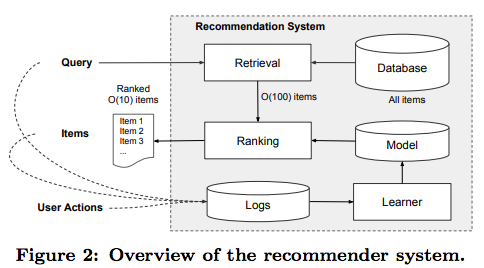 Recommendation System
Query
Retrieval
Database
All items
O(100) items
Ranked
O(10) items
Item 1
Item 2
Item 3
...
Items
Ranking
Model
User Actions
Logs
Learner
Figure 2: Overview of the recommender system.